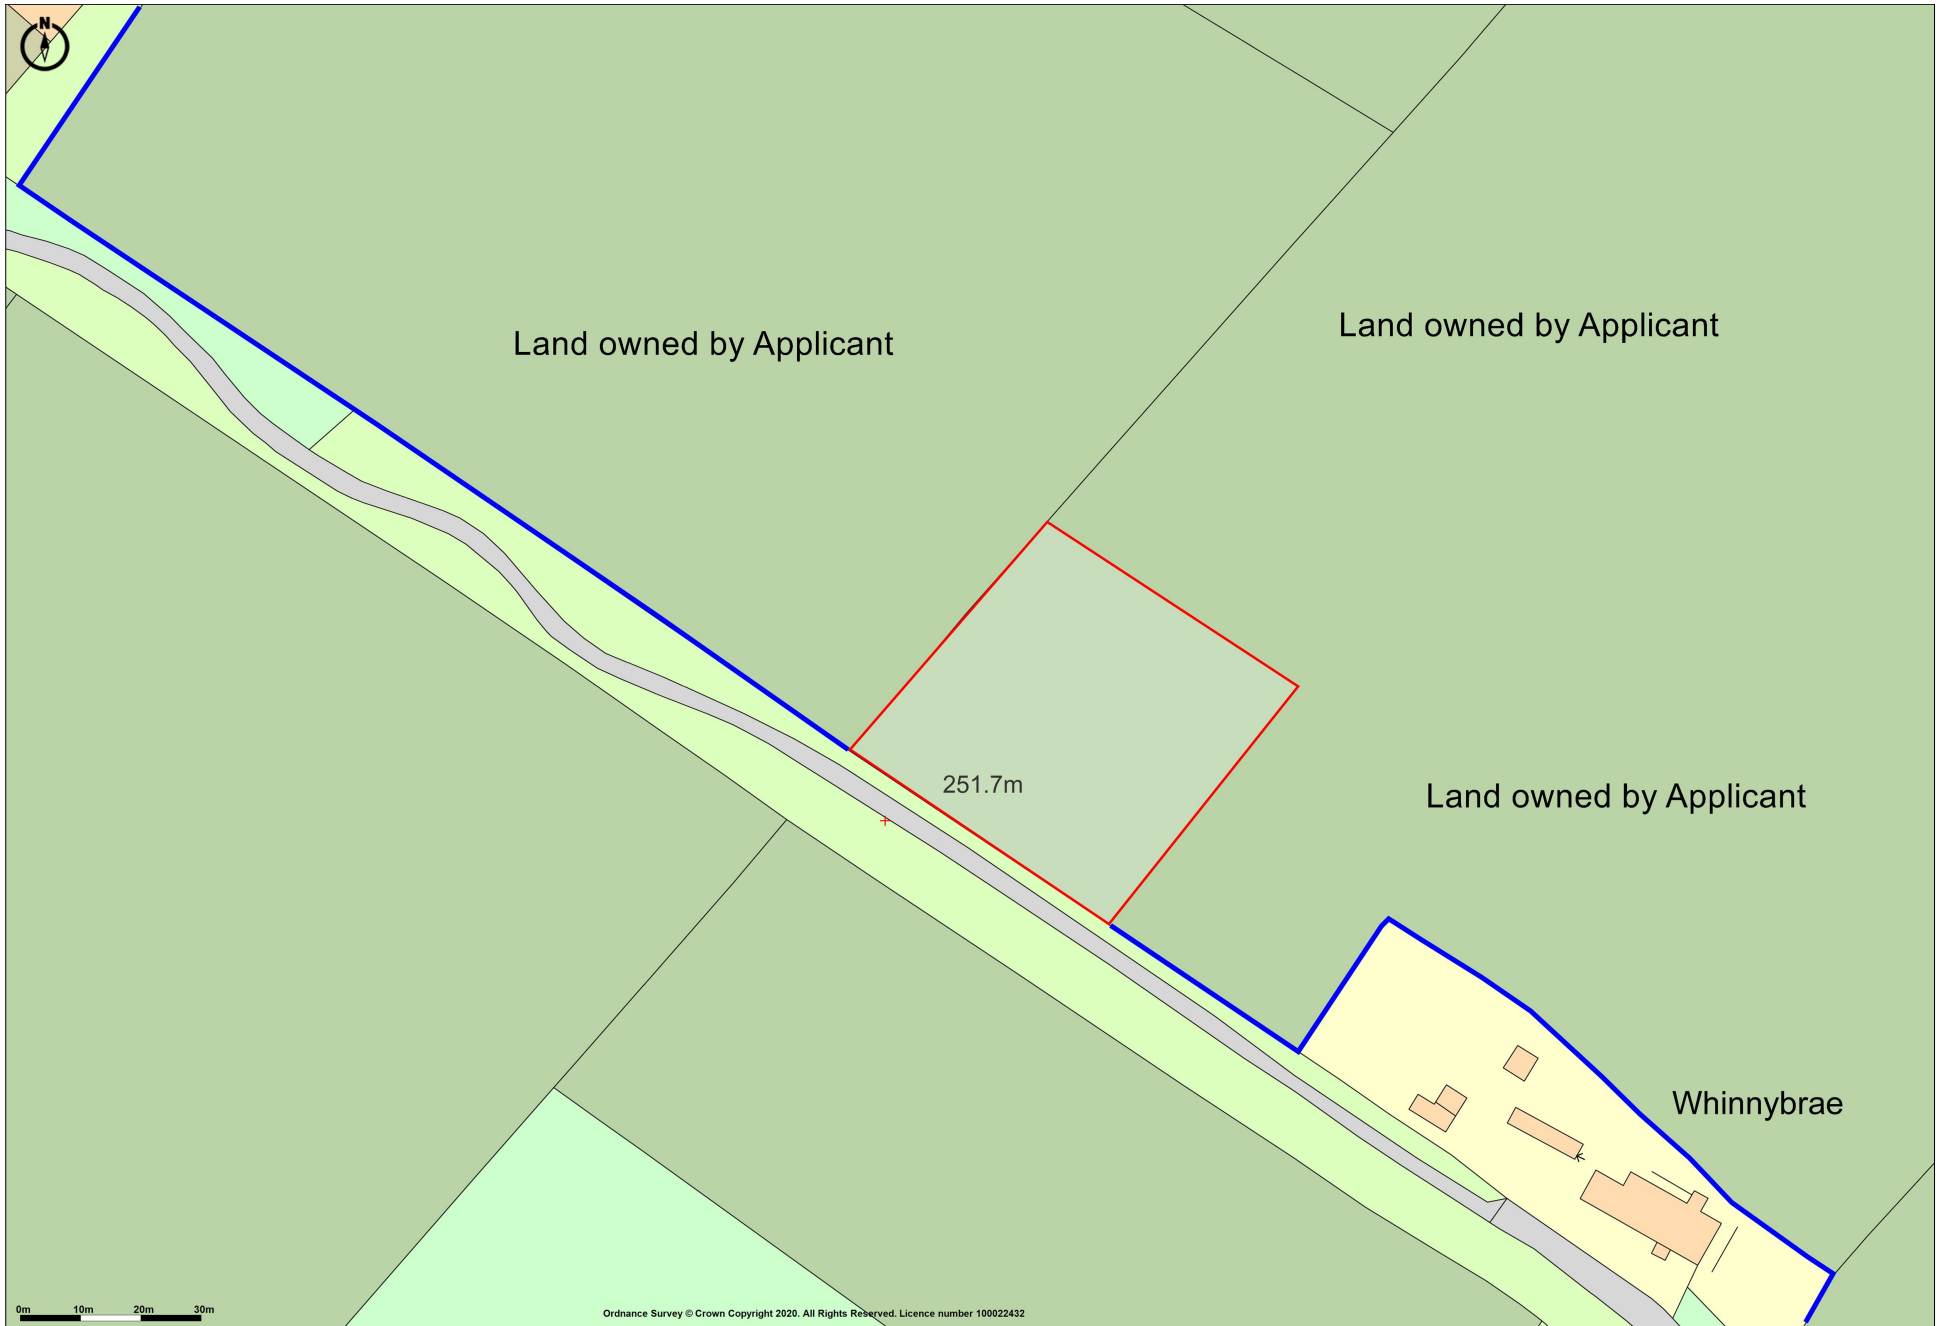 N
Land owned by Applicant
Land owned by Applicant
251.7m
Land owned by Applicant
Whinnybrae
0m 10m 20m 30m
Ordnance Survey © Crown Copyright 2020. All Rights Reserved. Licence number 100022432